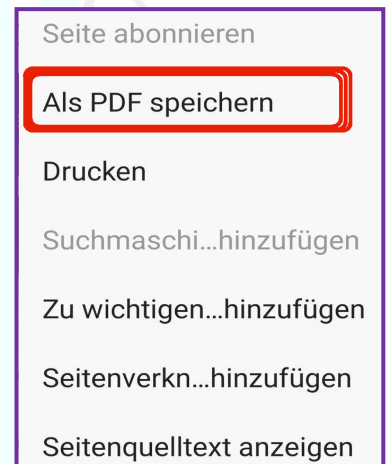 Seite abonnieren
Als PDF speichern
Drucken
Suchmaschi...hinzufügen
Zu wichtigen...hinzufügen
Seitenverkn...hinzufügen
Seitenquelltext anzeigen